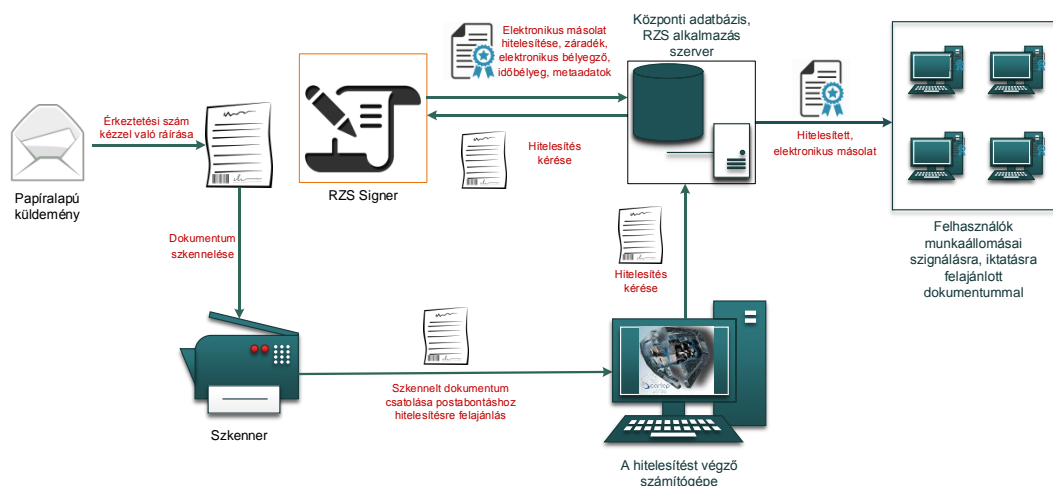 Elektronikus másolat
hitelesítése, záradék,
elektronikus bélyegző,
időbélyeg, metaadatok
Központi adatbázis,
RZS alkalmazás
szerver
Érkeztetési szám
kézzel való ráírása
Hitelesítés
kérése
Hitelesített,
elektronikus másolat
Papíralapú
küldemény
RZS Signer
Felhasználók
munkaállomásai
szignálásra, iktatásra
felajánlott
dokumentummal
Dokumentum
szkennelése
Hitelesítés
kérése
Szkennelt dokumentum
csatolása postabontáshoz
hitelesítésre felajánlás
Szkenner
A hitelesítést végző
számítógépe